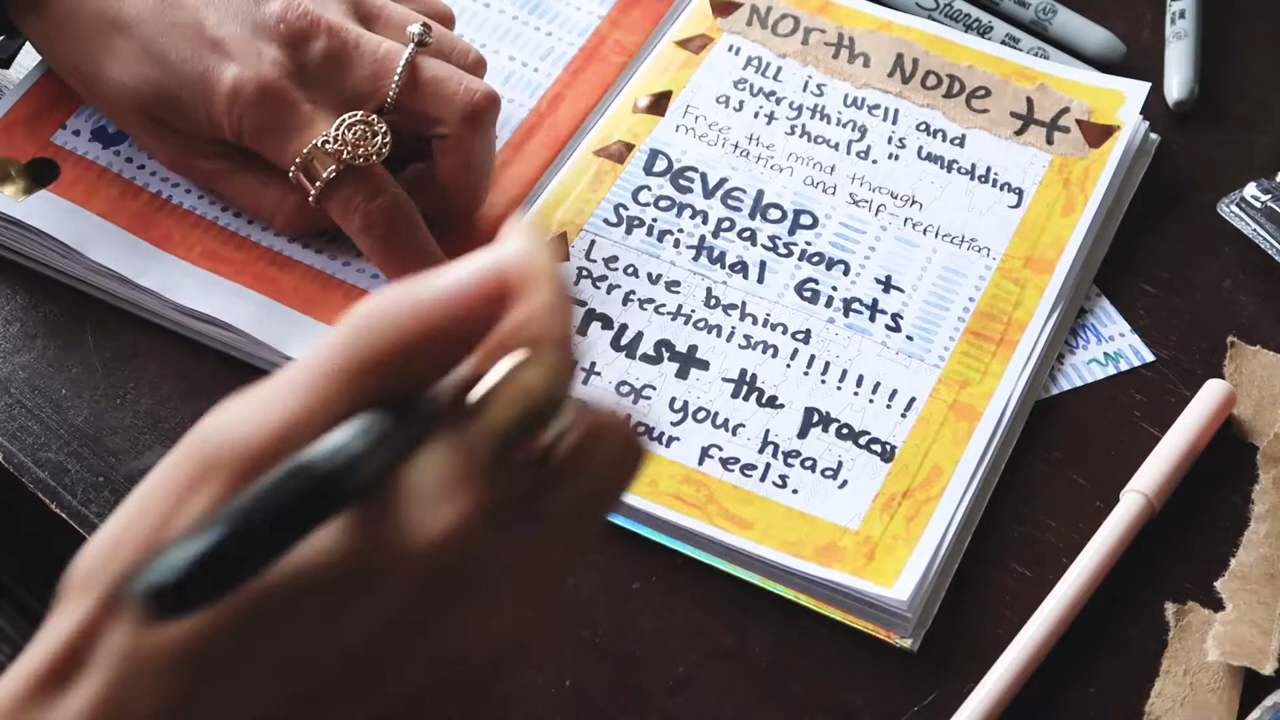 Sharpie
NORth NODE ♓
"ALL is well and
everything is unfolding
as it should."
Free the mind through
meditation and self-reflection.
DEVELOP
compassion +
Spiritual Gifts.
Leave behind
perfectionism!!!!!!!!
Trust the process
of your head,
your feels.